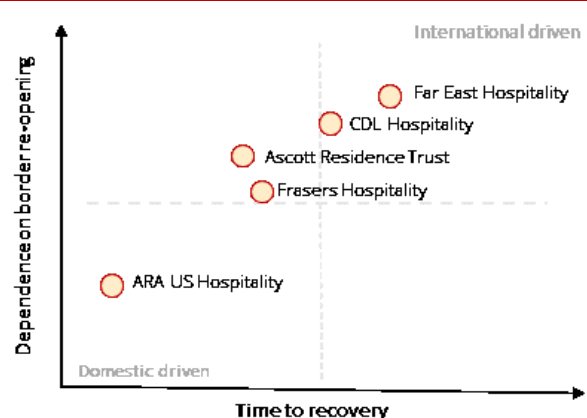 International driven
Far East Hospitality
CDL Hospitality
Ascott Residence Trust
Frasers Hospitality
ARA US Hospitality
Domestic driven
Dependence on border re-opening
Time to recovery